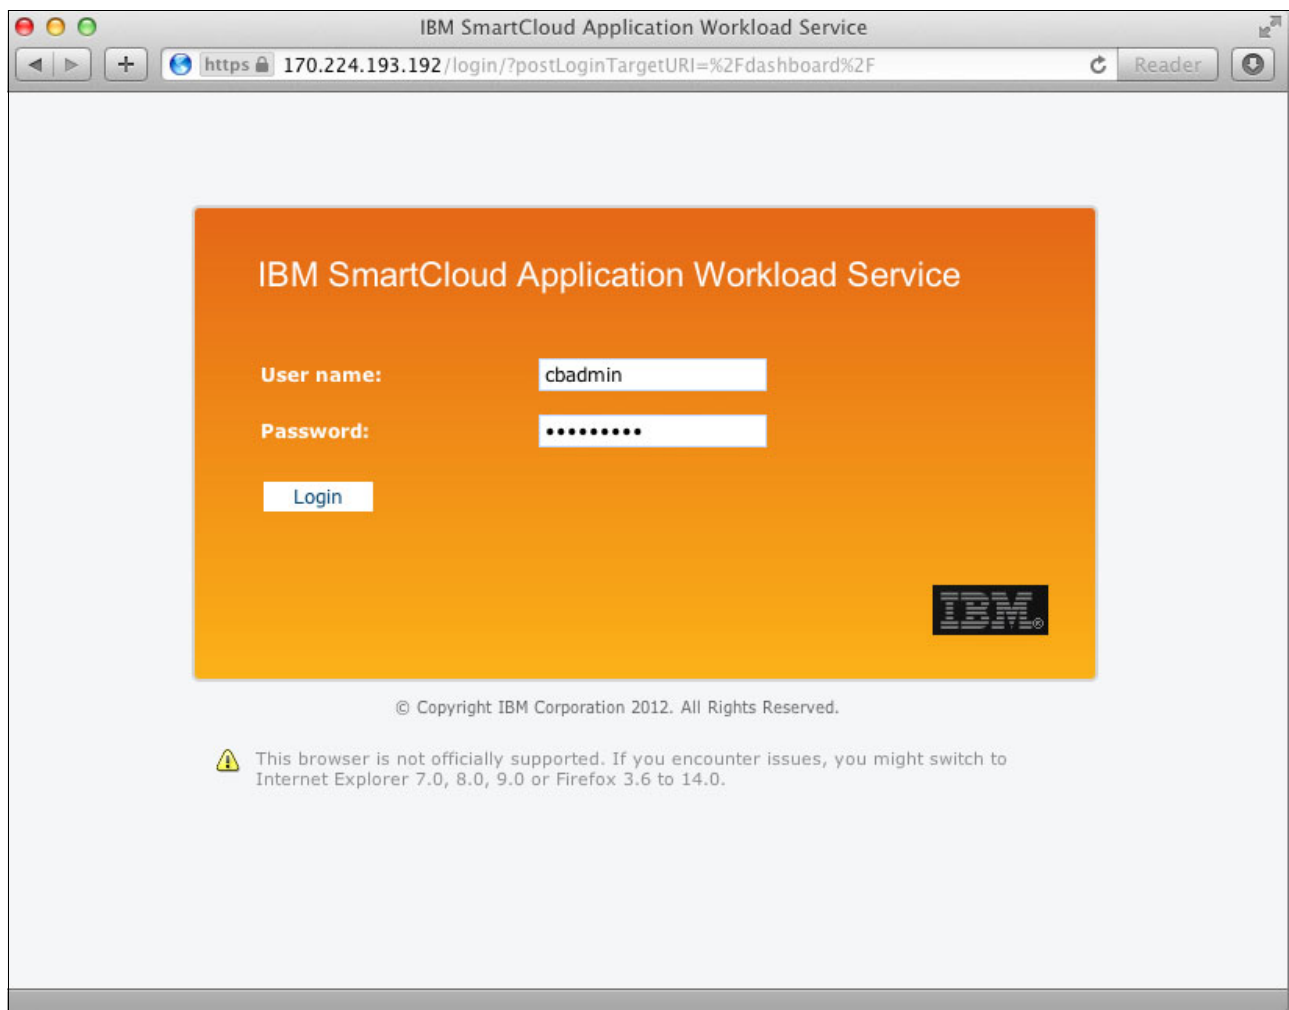 IBM SmartCloud Application Workload Service
https 170.224.193.192/login/?postLoginTargetURI=%2Fdashboard%2F Reader
IBM SmartCloud Application Workload Service
User name: cbadmin
Password: •••••••••
Login
IBM®
© Copyright IBM Corporation 2012. All Rights Reserved.
This browser is not officially supported. If you encounter issues, you might switch to
Internet Explorer 7.0, 8.0, 9.0 or Firefox 3.6 to 14.0.